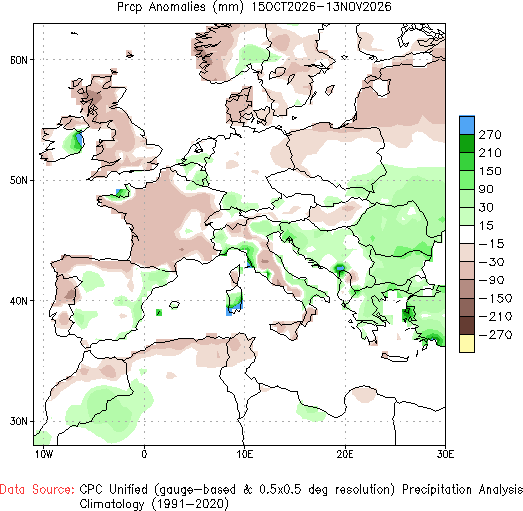 Prcp Anomalies (mm) 15OCT2026-13NOV2026
60N
50N
40N
30N
10W 0 10E 20E 30E
270
210
150
90
30
15
-15
-30
-90
-150
-210
-270
Data Source: CPC Unified (gauge-based & 0.5x0.5 deg resolution) Precipitation Analysis
Climatology (1991-2020)